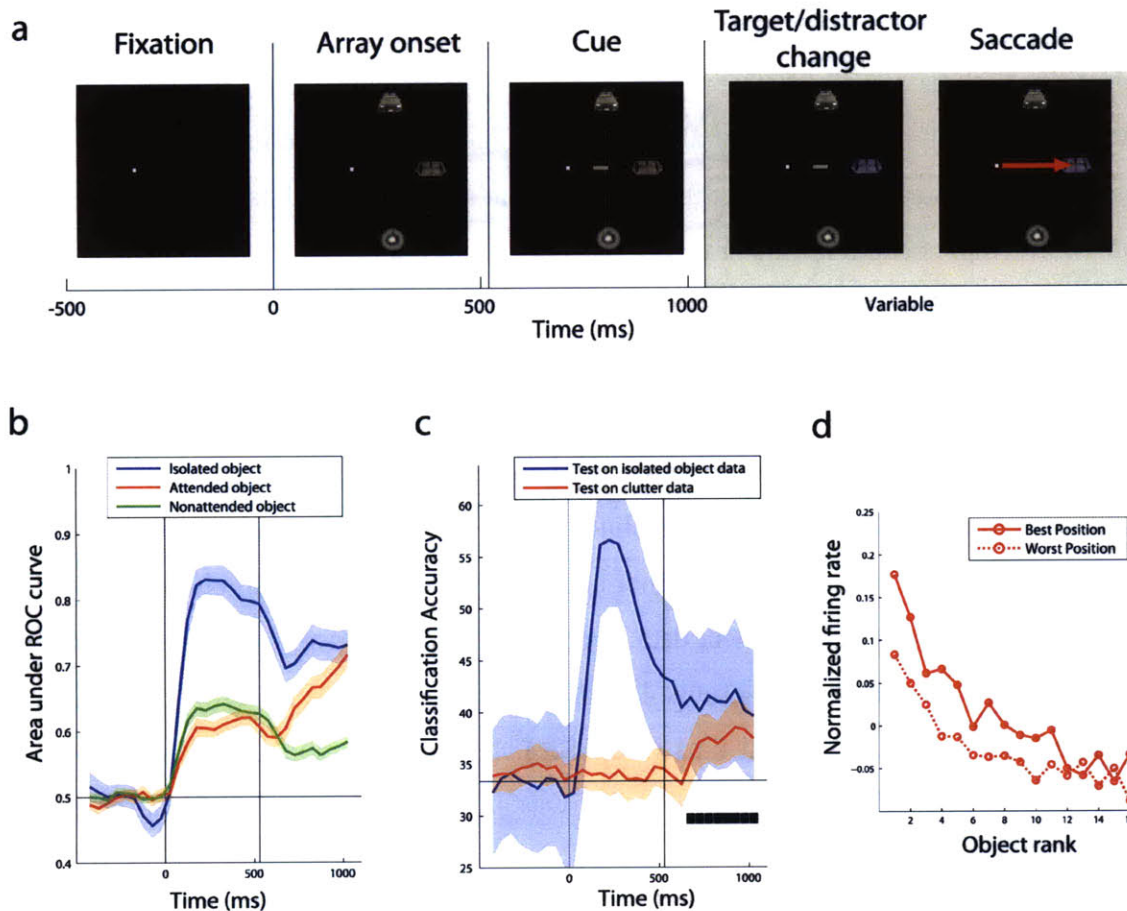 a
Fixation
Array onset
Cue
Target/distractor
change
Saccade
-500
0
500
1000
Variable
Time (ms)
b
Isolated object
Attended object
Nonattended object
Area under ROC curve
1
0.9
0.8
0.7
0.6
0.5
0.4
0
500
1000
Time (ms)
c
Test on isolated object data
Test on clutter data
Classification Accuracy
60
55
50
45
40
35
30
25
0
500
1000
Time (ms)
d
Best Position
Worst Position
Normalized firing rate
0.25
0.2
0.15
0.1
0.05
0
-0.05
2
4
6
8
10
12
14
16
Object rank